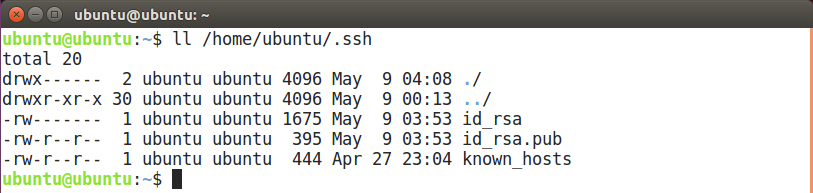 ubuntu@ubuntu: ~
ubuntu@ubuntu:~$ ll /home/ubuntu/.ssh
total 20
drwx------  2 ubuntu ubuntu 4096 May  9 04:08 ./
drwxr-xr-x 30 ubuntu ubuntu 4096 May  9 00:13 ../
-rw-------  1 ubuntu ubuntu 1675 May  9 03:53 id_rsa
-rw-r--r--  1 ubuntu ubuntu  395 May  9 03:53 id_rsa.pub
-rw-r--r--  1 ubuntu ubuntu  444 Apr 27 23:04 known_hosts
ubuntu@ubuntu:~$